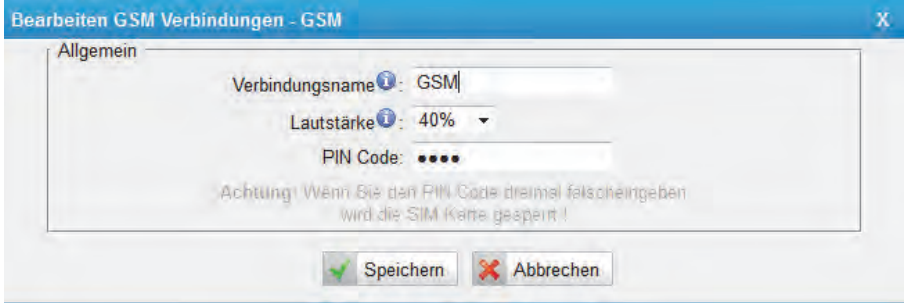 Bearbeiten GSM Verbindungen - GSM X
Allgemein
Verbindungsname i : GSM
Lautstärke i : 40%
PIN Code: ••••
Achtung! Wenn Sie den PIN Code dreimal falscheingeben
wird die SIM Karte gesperrt !
Speichern Abbrechen